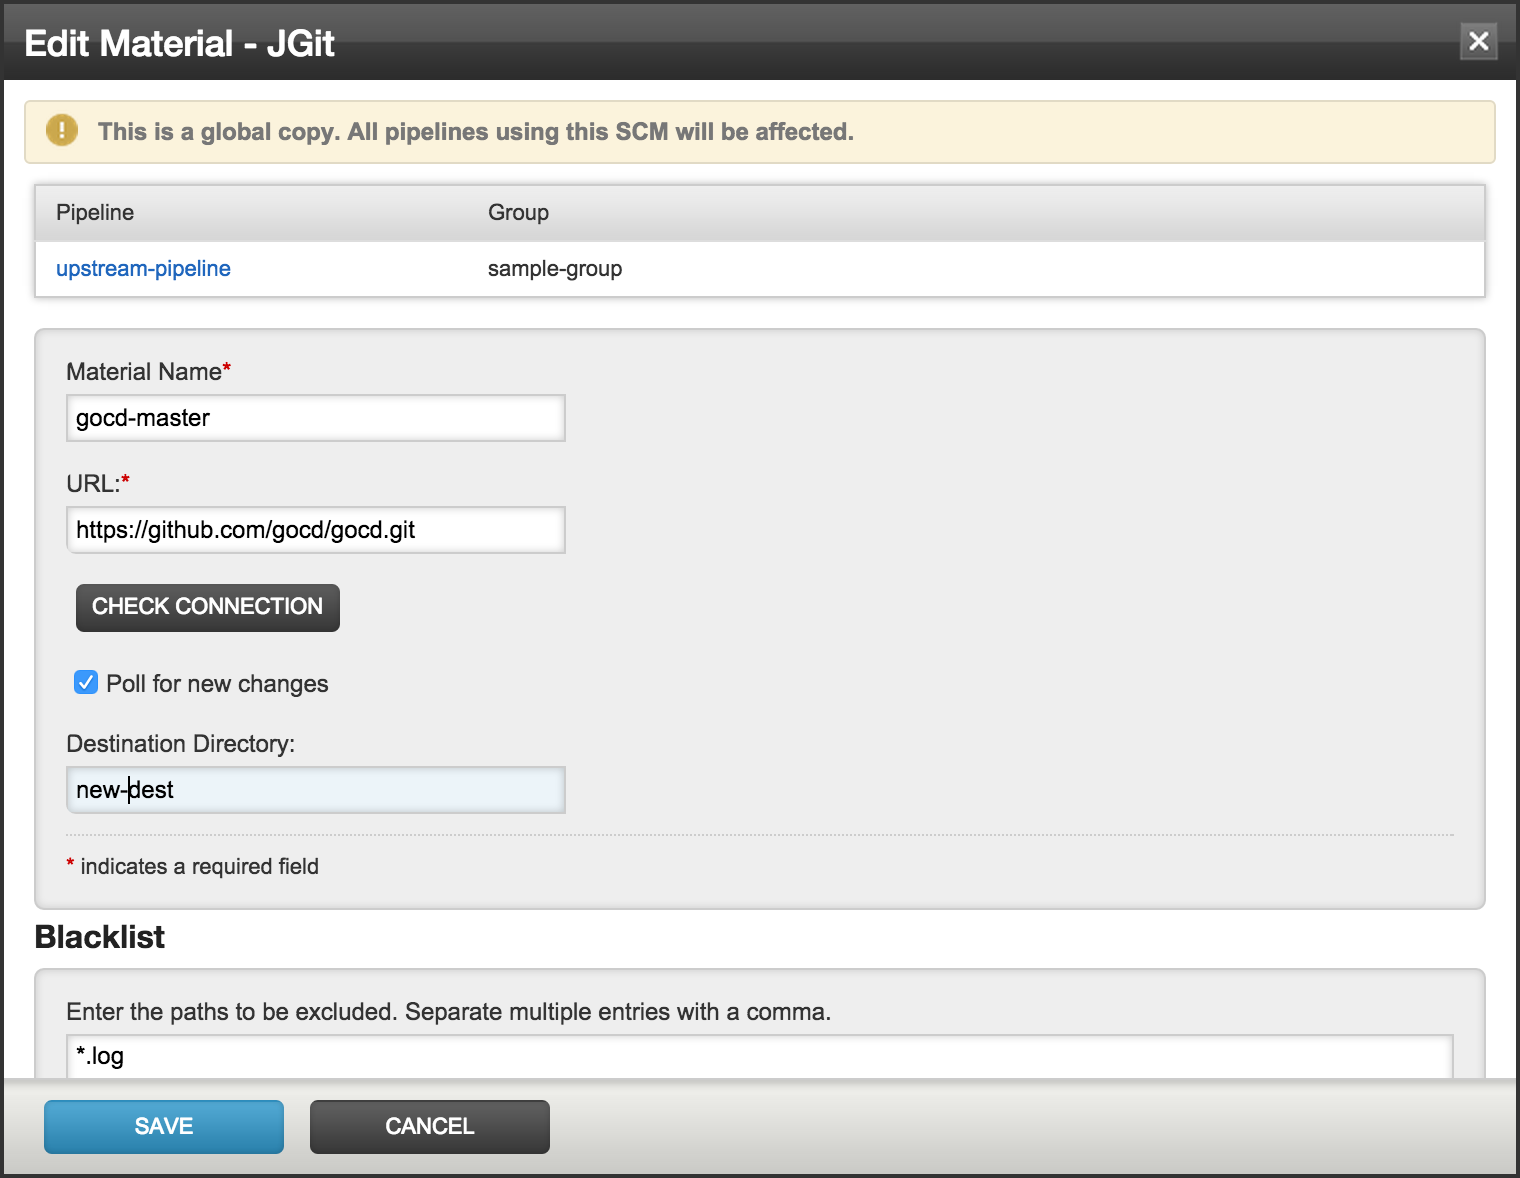 Edit Material - JGit
This is a global copy. All pipelines using this SCM will be affected.
Pipeline Group
upstream-pipeline sample-group
Material Name*
gocd-master
URL:*
https://github.com/gocd/gocd.git
CHECK CONNECTION
Poll for new changes
Destination Directory:
new-dest
* indicates a required field
Blacklist
Enter the paths to be excluded. Separate multiple entries with a comma.
*.log
SAVE CANCEL